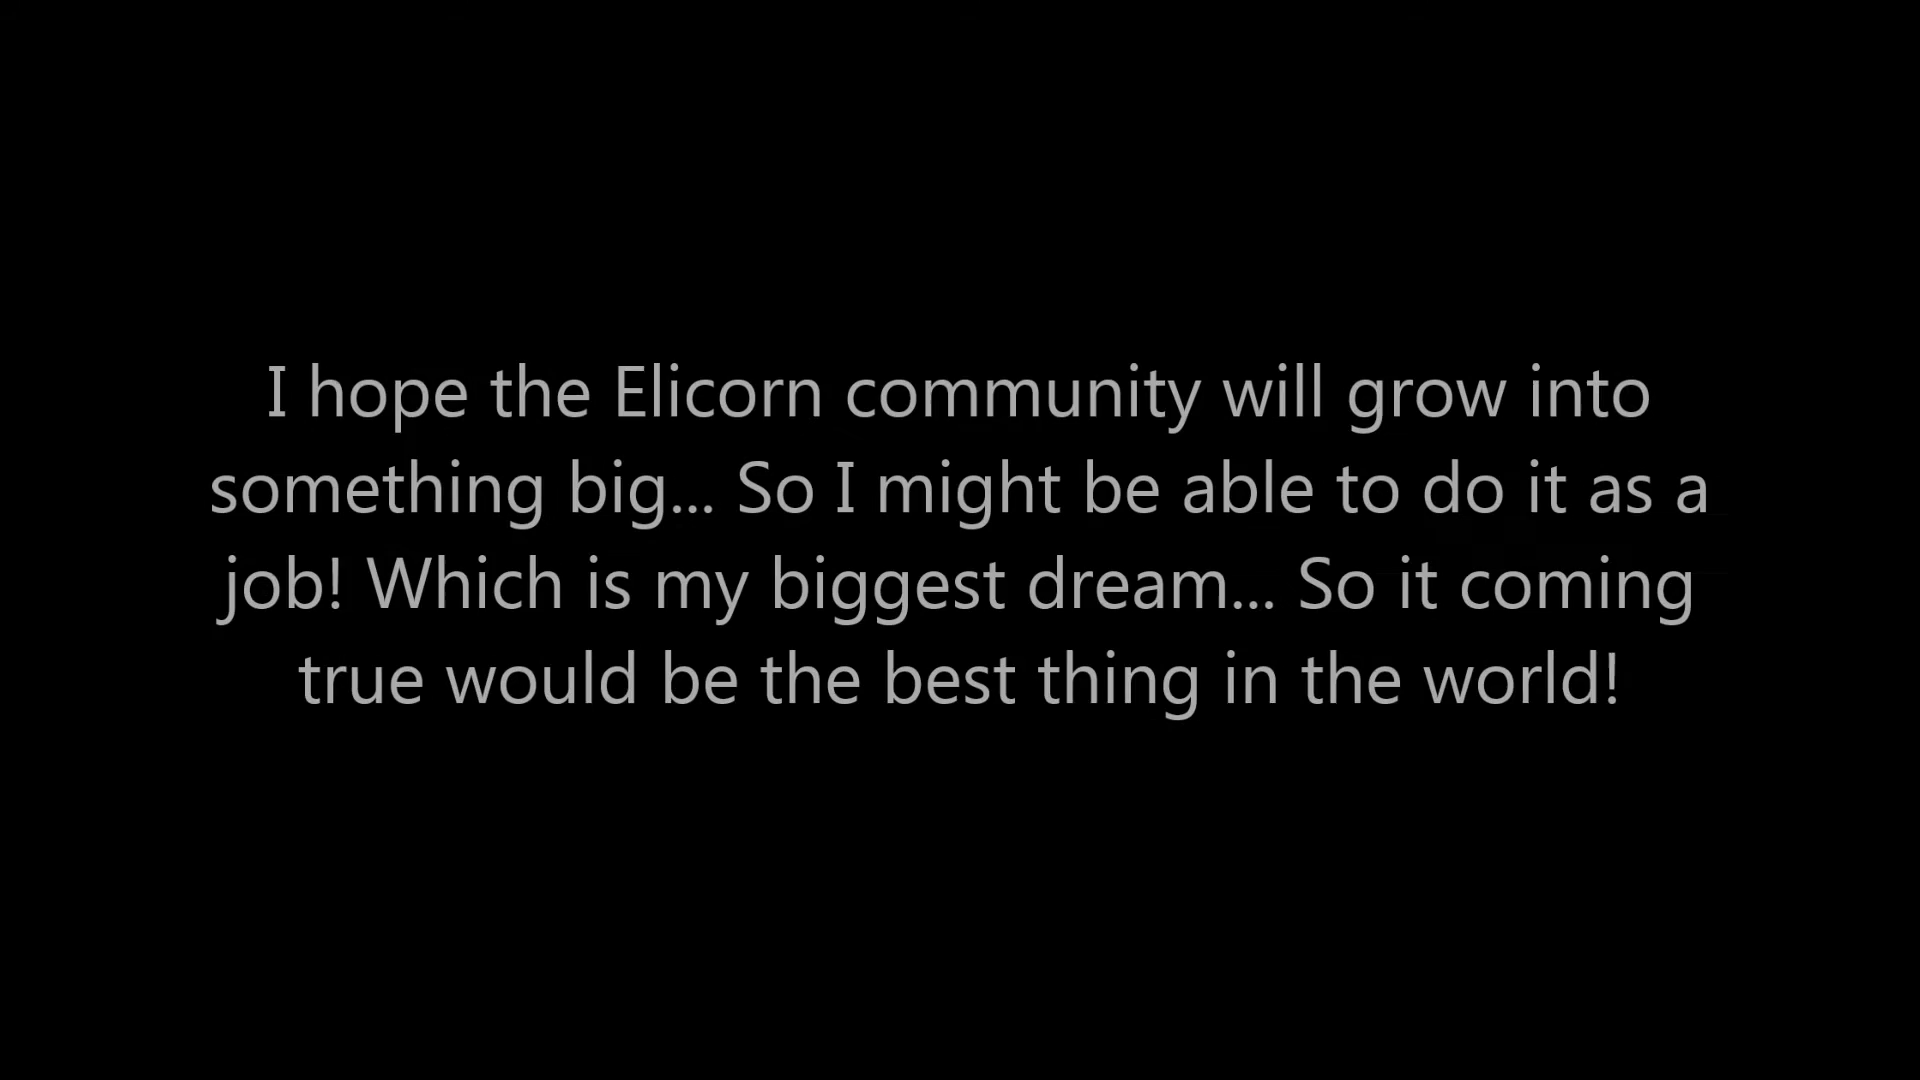 I hope the Elicorn community will grow into
something big... So I might be able to do it as a
job! Which is my biggest dream... So it coming
true would be the best thing in the world!